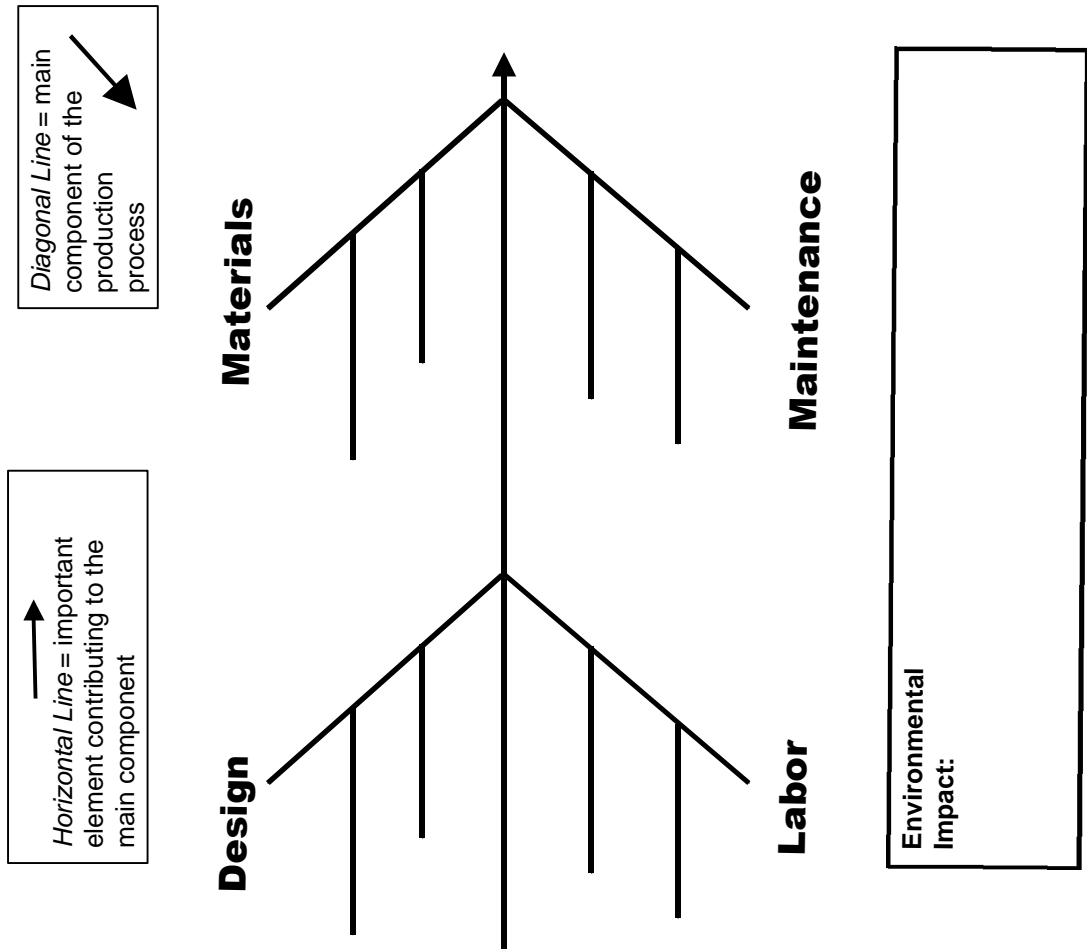 Horizontal Line = important
element contributing to the
main component
Diagonal Line = main
component of the
production
process
Design
Materials
Labor
Maintenance
Environmental
Impact: